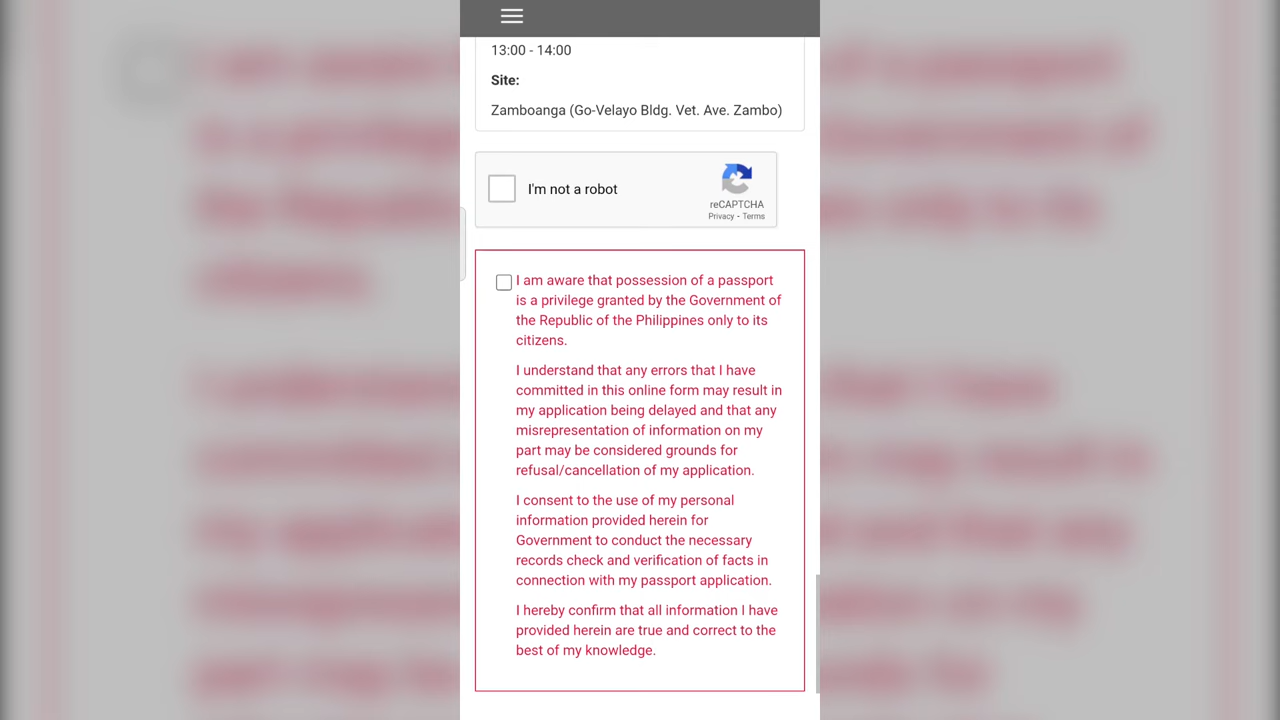 13:00 - 14:00
Site:
Zamboanga (Go-Velayo Bldg. Vet. Ave. Zambo)
I'm not a robot
reCAPTCHA
Privacy - Terms
I am aware that possession of a passport
is a privilege granted by the Government of
the Republic of the Philippines only to its
citizens.
I understand that any errors that I have
committed in this online form may result in
my application being delayed and that any
misrepresentation of information on my
part may be considered grounds for
refusal/cancellation of my application.
I consent to the use of my personal
information provided herein for
Government to conduct the necessary
records check and verification of facts in
connection with my passport application.
I hereby confirm that all information I have
provided herein are true and correct to the
best of my knowledge.